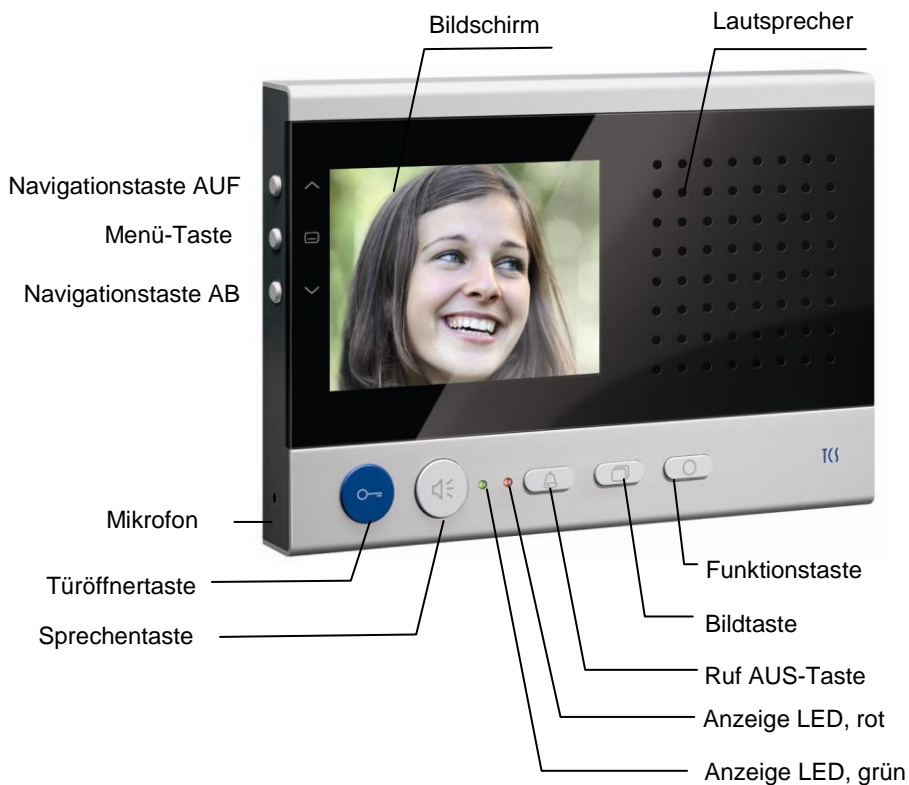 Bildschirm
Lautsprecher
Navigationstaste AUF
Menü-Taste
Navigationstaste AB
TCS
Mikrofon
Türöffnertaste
Sprechentaste
Funktionstaste
Bildtaste
Ruf AUS-Taste
Anzeige LED, rot
Anzeige LED, grün